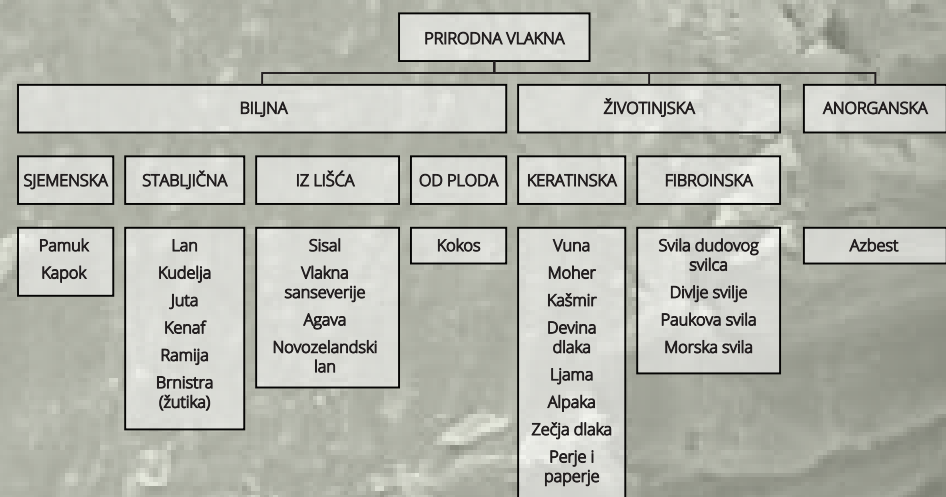 PRIRODNA VLAKNA
BILJNA
ŽIVOTINJSKA
ANORGANSKA
SJEMENSKA
STABLJIČNA
IZ LIŠĆA
OD PLODA
KERATINSKA
FIBROINSKA
Pamuk
Kapok
Lan
Kudelja
Juta
Kenaf
Ramija
Brnistra
(žutika)
Sisal
Vlakna
sanseverije
Agava
Novozelandski
lan
Kokos
Vuna
Moher
Kašmir
Devina
dlaka
Ljama
Alpaka
Zečja dlaka
Perje i
paperje
Svila dudovog
svilca
Divlje svilje
Paukova svila
Morska svila
Azbest